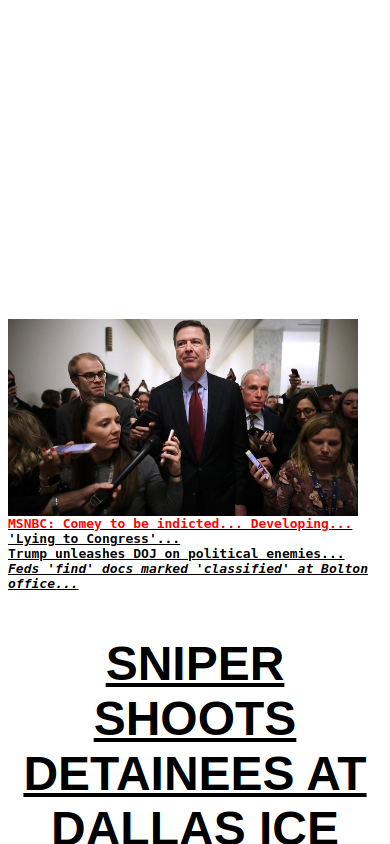 MSNBC: Comey to be indicted... Developing...
'Lying to Congress'...
Trump unleashes DOJ on political enemies...
Feds 'find' docs marked 'classified' at Bolton
office...
SNIPER
SHOOTS
DETAINEES AT
DALLAS ICE